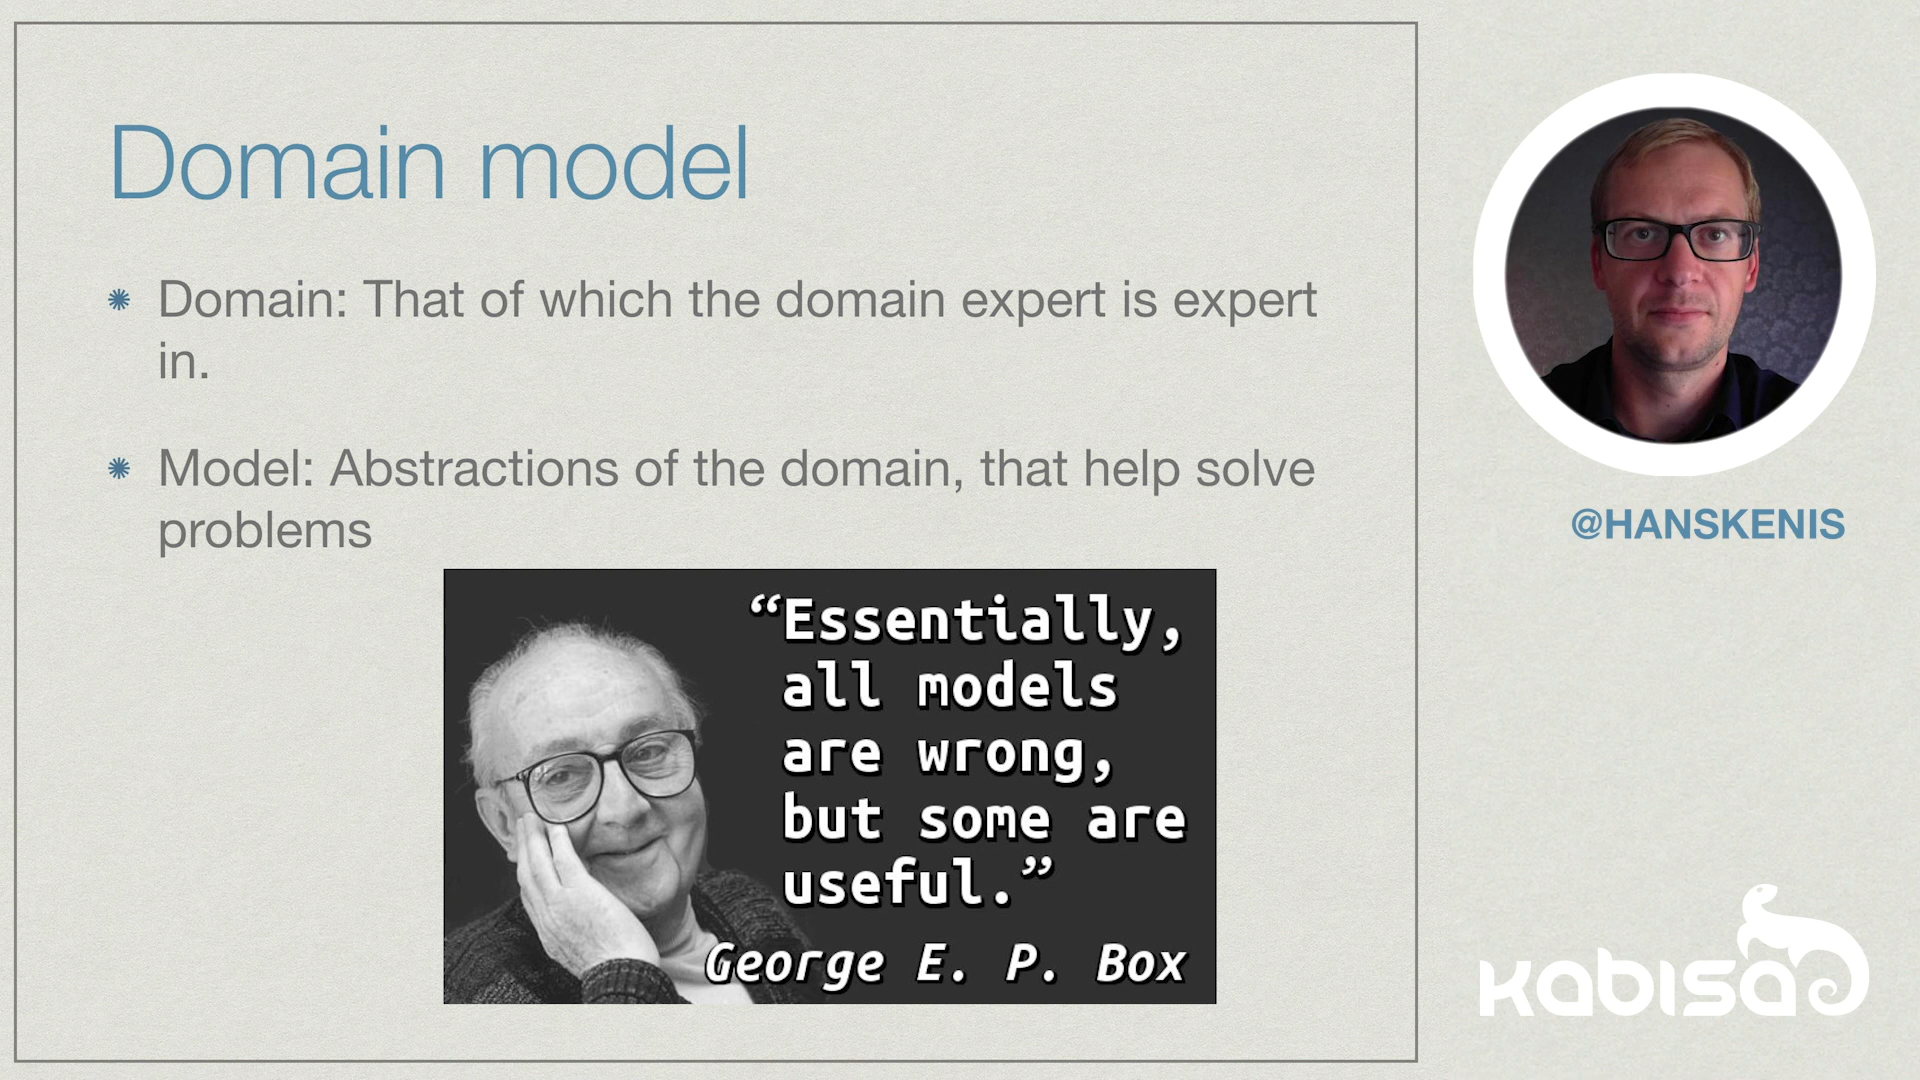 Domain model
Domain: That of which the domain expert is expert
in.
Model: Abstractions of the domain, that help solve
problems
“Essentially,
all models
are wrong,
but some are
useful.”
George E. P. Box
@HANSKENIS
kabisa